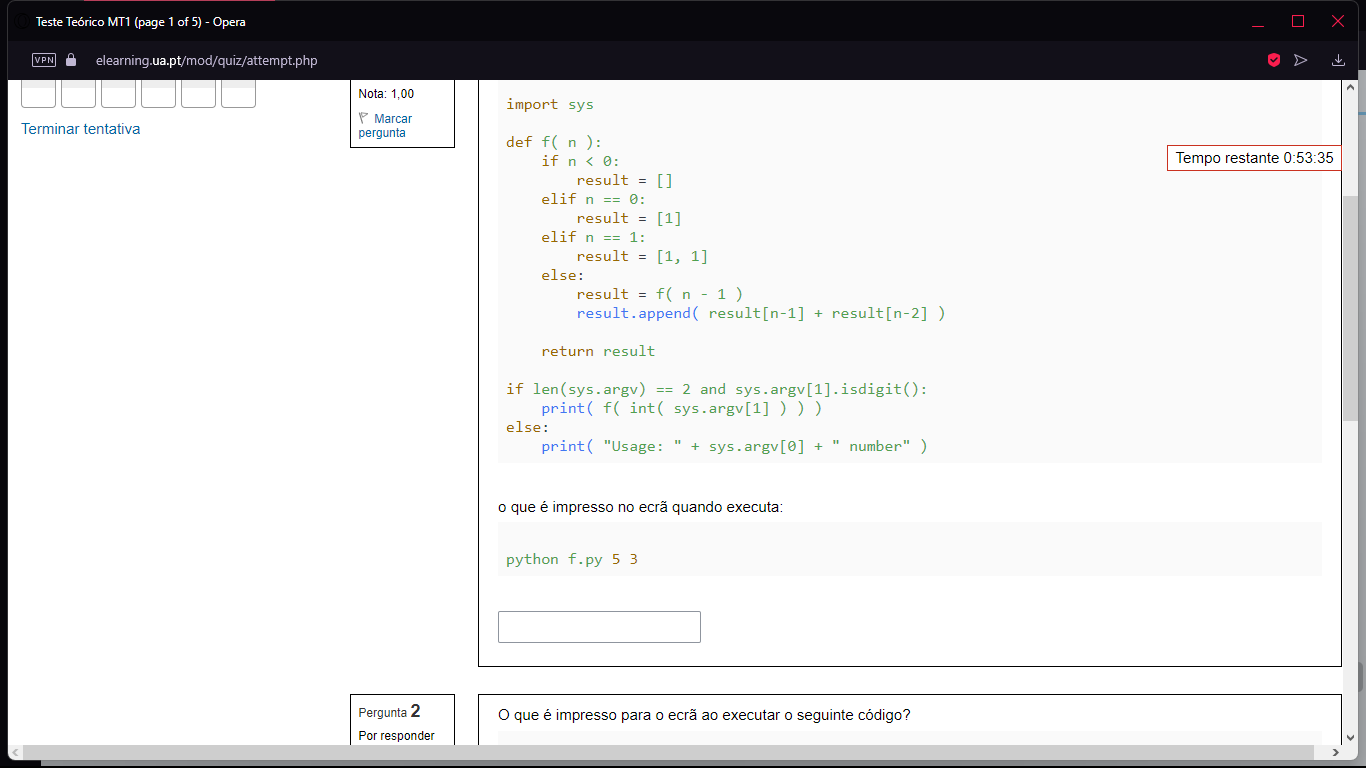 Teste Teórico MT1 (page 1 of 5) - Opera
VPN elearning.ua.pt/mod/quiz/attempt.php
Terminar tentativa
Nota: 1,00
Marcar
pergunta
Tempo restante 0:53:35
import sys
def f( n ):
    if n < 0:
        result = []
    elif n == 0:
        result = [1]
    elif n == 1:
        result = [1, 1]
    else:
        result = f( n - 1 )
        result.append( result[n-1] + result[n-2] )
    return result
if len(sys.argv) == 2 and sys.argv[1].isdigit():
    print( f( int( sys.argv[1] ) ) )
else:
    print( "Usage: " + sys.argv[0] + " number" )
o que é impresso no ecrã quando executa:
python f.py 5 3
Pergunta 2
Por responder
O que é impresso para o ecrã ao executar o seguinte código?